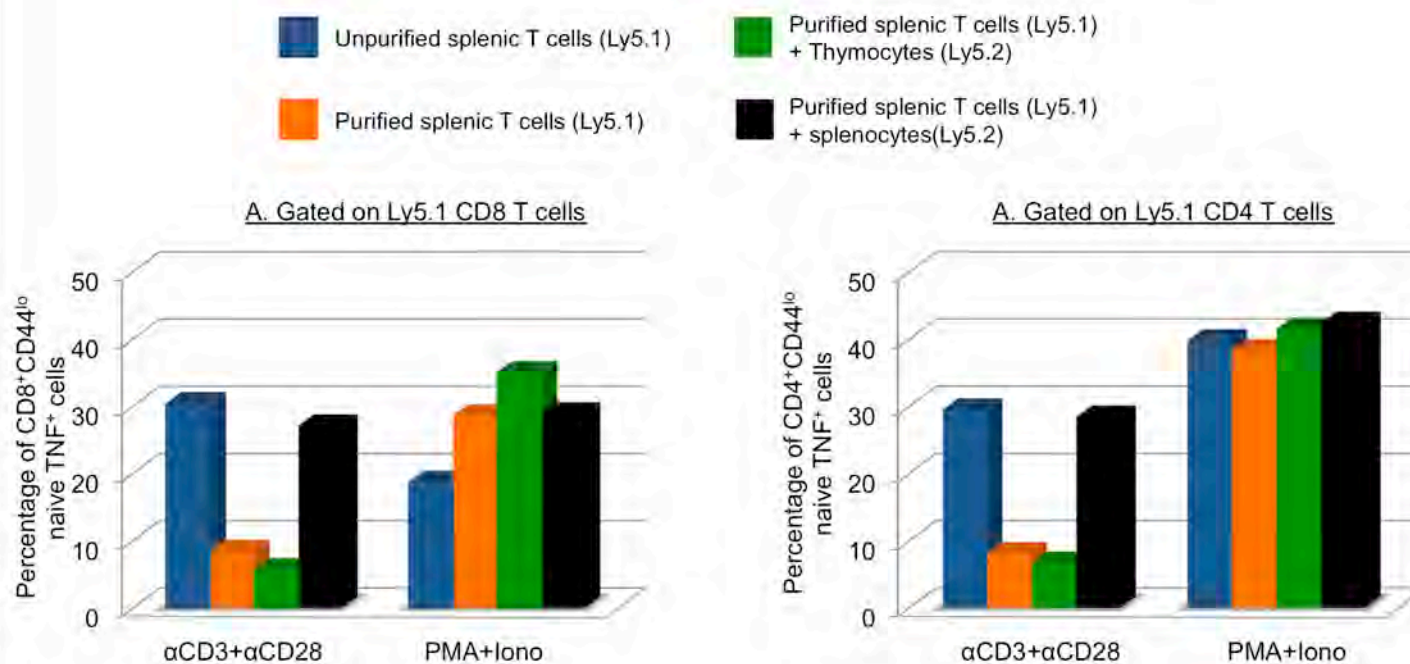 Unpurified splenic T cells (Ly5.1)
Purified splenic T cells (Ly5.1)
+ Thymocytes (Ly5.2)
Purified splenic T cells (Ly5.1)
Purified splenic T cells (Ly5.1)
+ splenocytes(Ly5.2)
A. Gated on Ly5.1 CD8 T cells
Percentage of CD8⁺CD44ˡᵒ
naive TNF⁺ cells
50
40
30
20
10
0
αCD3+αCD28 PMA+Iono
A. Gated on Ly5.1 CD4 T cells
Percentage of CD4⁺CD44ˡᵒ
naive TNF⁺ cells
50
40
30
20
10
0
αCD3+αCD28 PMA+Iono